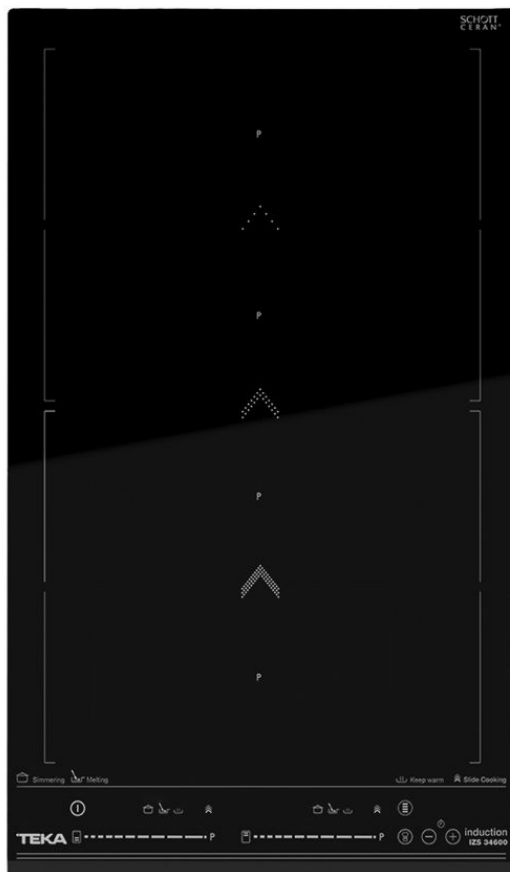 SCHOTT
CERAN®
P
P
P
P
Simmering Melting Keep warm Slide Cooking
TEKA P P induction
IZS 34600